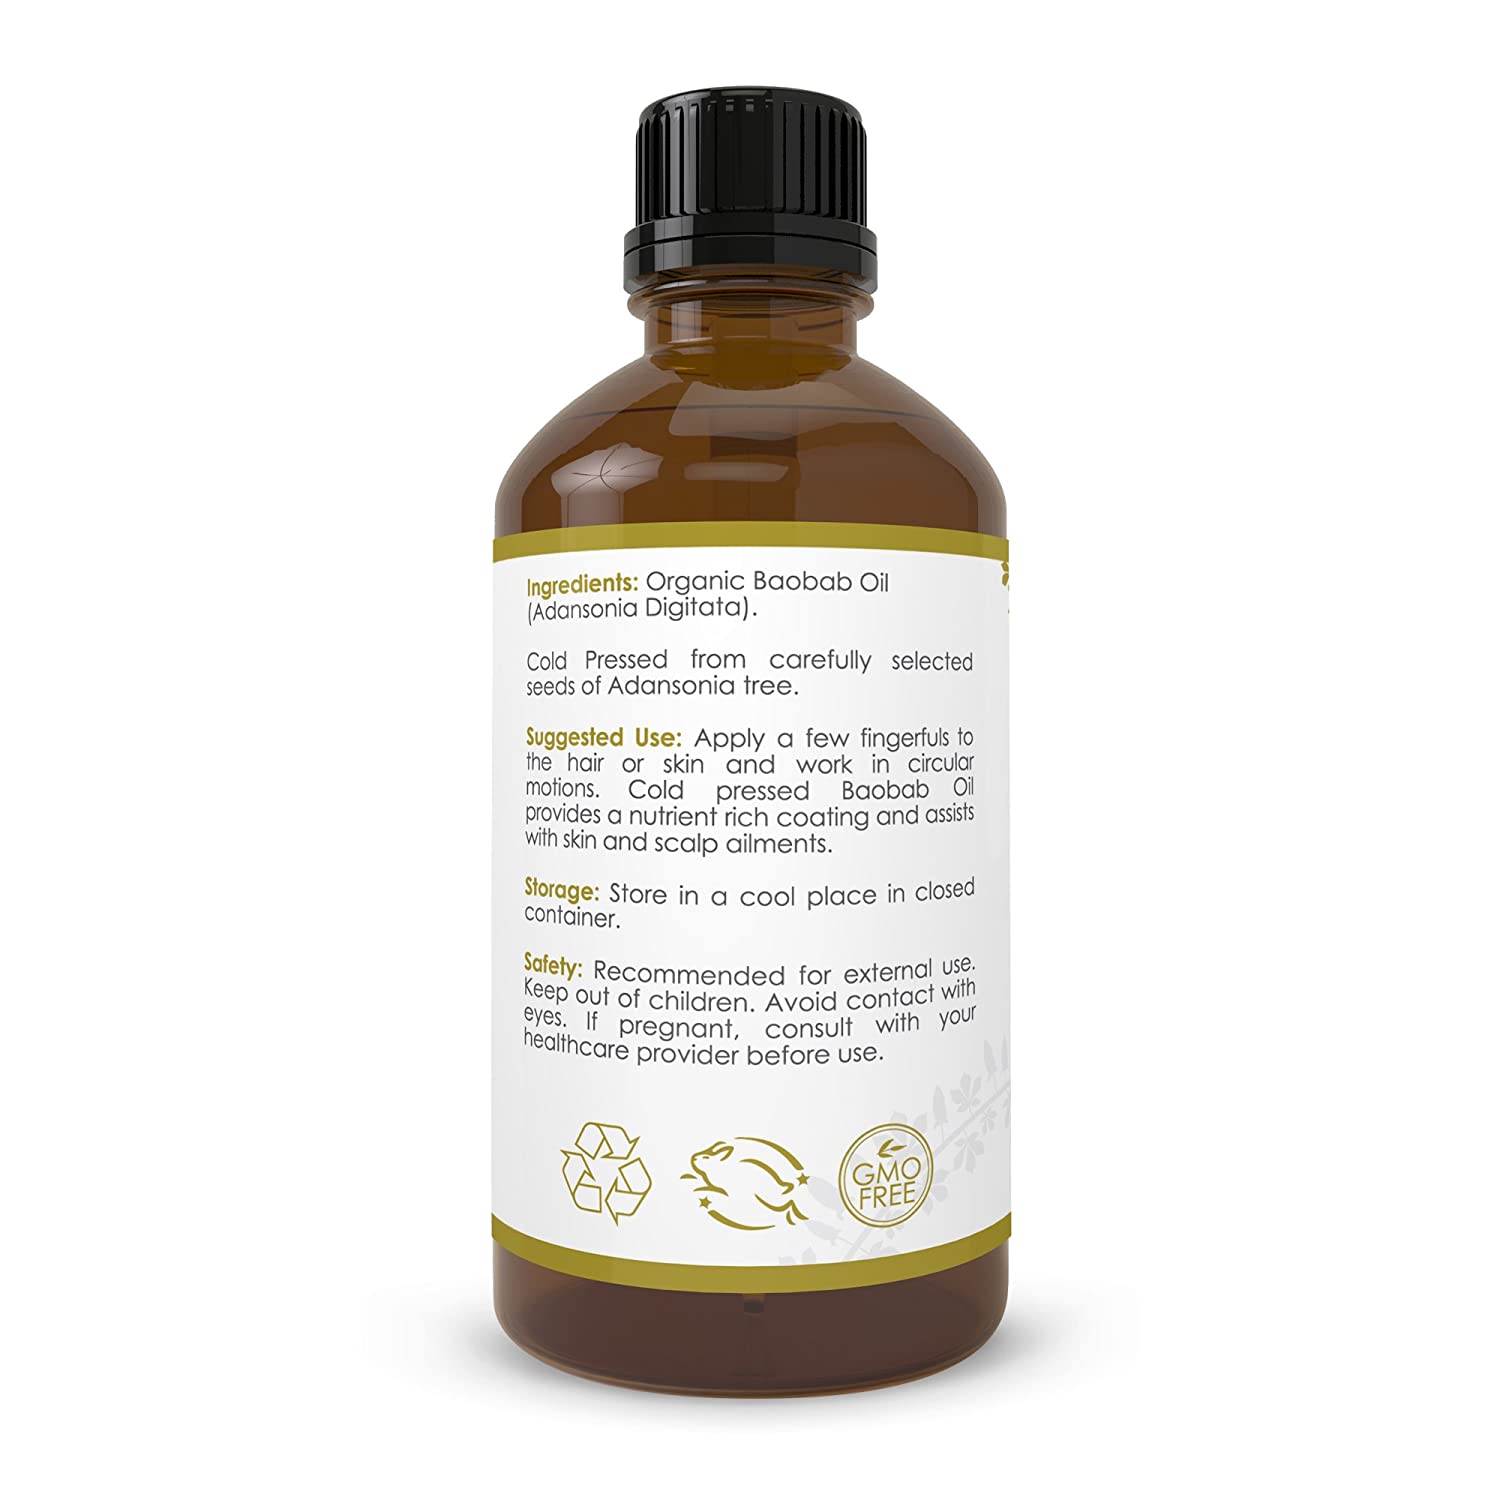 Ingredients: Organic Baobab Oil
(Adansonia Digitata).
Cold Pressed from carefully selected
seeds of Adansonia tree.
Suggested Use: Apply a few fingerfuls to
the hair or skin and work in circular
motions. Cold pressed Baobab Oil
provides a nutrient rich coating and assists
with skin and scalp ailments.
Storage: Store in a cool place in closed
container.
Safety: Recommended for external use.
Keep out of children. Avoid contact with
eyes. If pregnant, consult with your
healthcare provider before use.
GMO
FREE